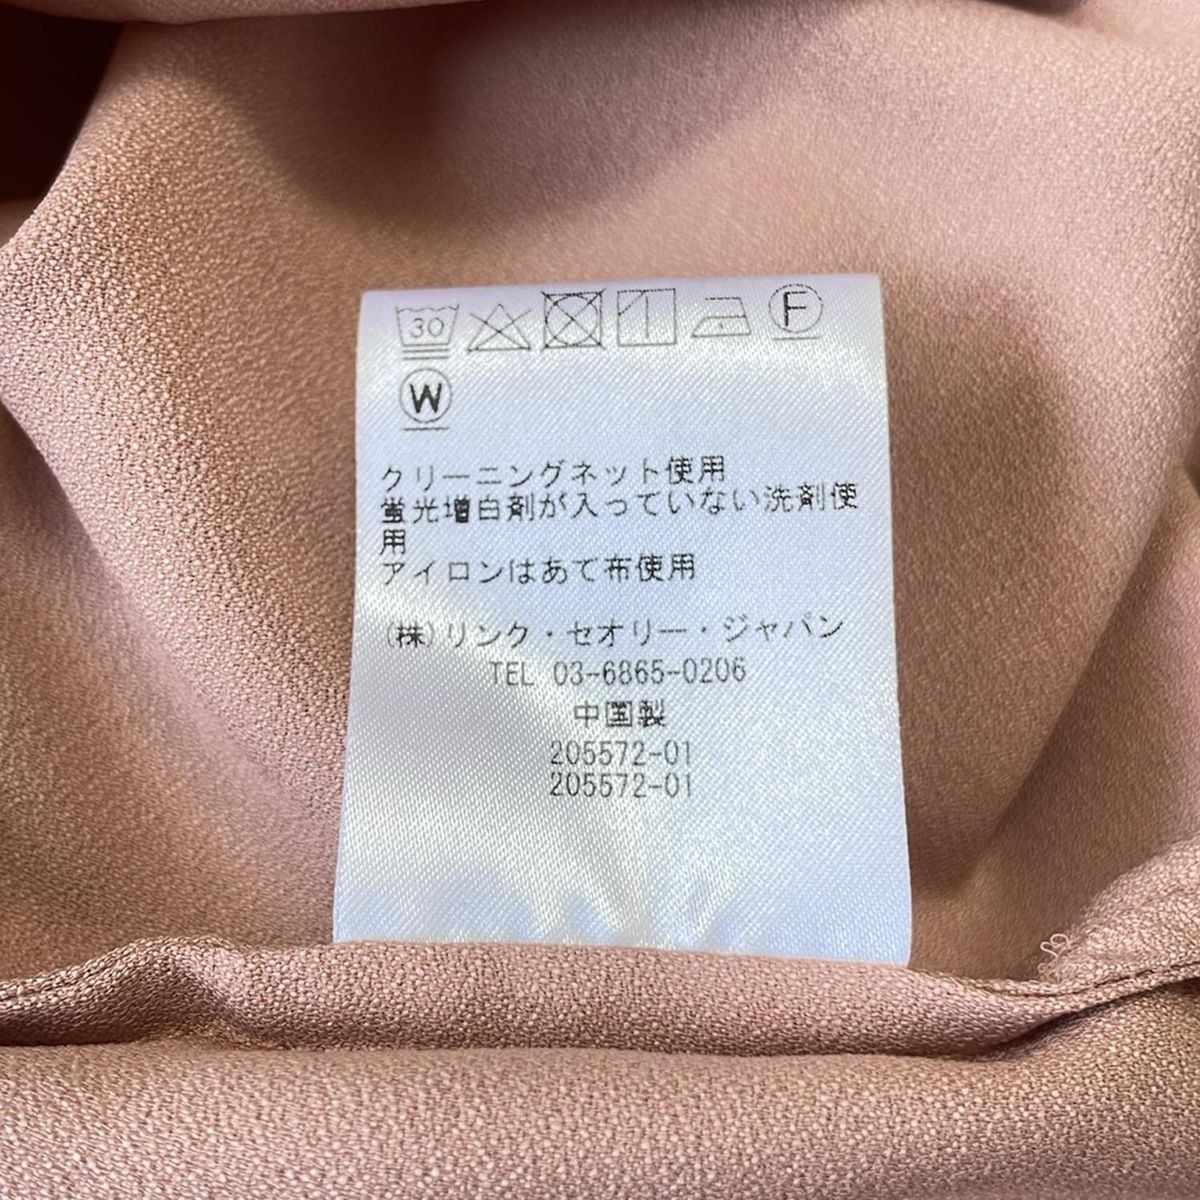 30 F
W
クリーニングネット使用
蛍光増白剤が入っていない洗剤使
用
アイロンはあて布使用
(株)リンク・セオリー・ジャパン
TEL 03-6865-0206
中国製
205572-01
205572-01